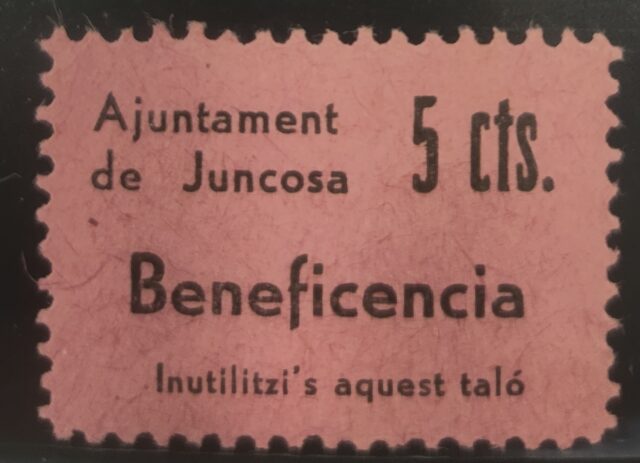 Ajuntament
de Juncosa
5 cts.
Beneficencia
Inutilitzi's aquest taló